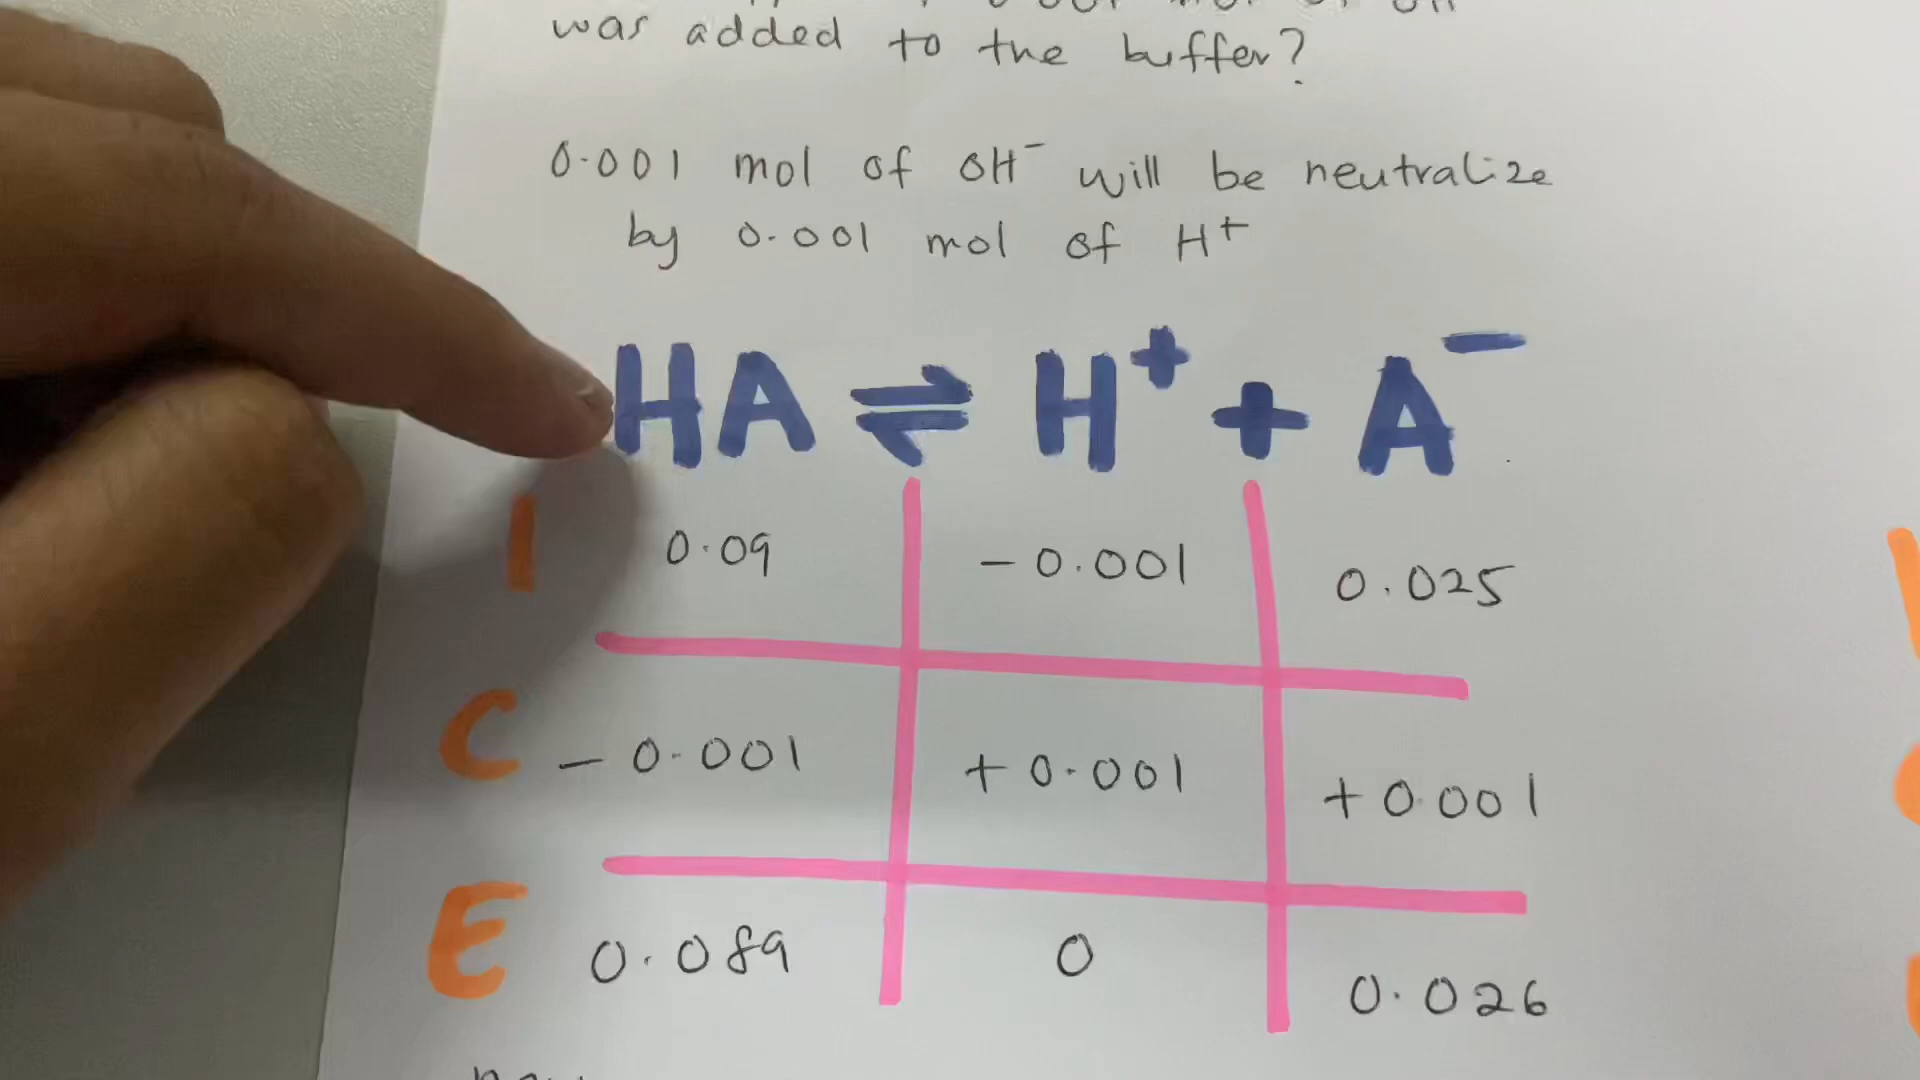 was added to the buffer?
0.001 mol of OH⁻ will be neutralize
by 0.001 mol of H⁺
HA ⇌ H⁺ + A⁻
I 0.09 - 0.001 0.025
C - 0.001 + 0.001 + 0.001
E 0.089 0 0.026